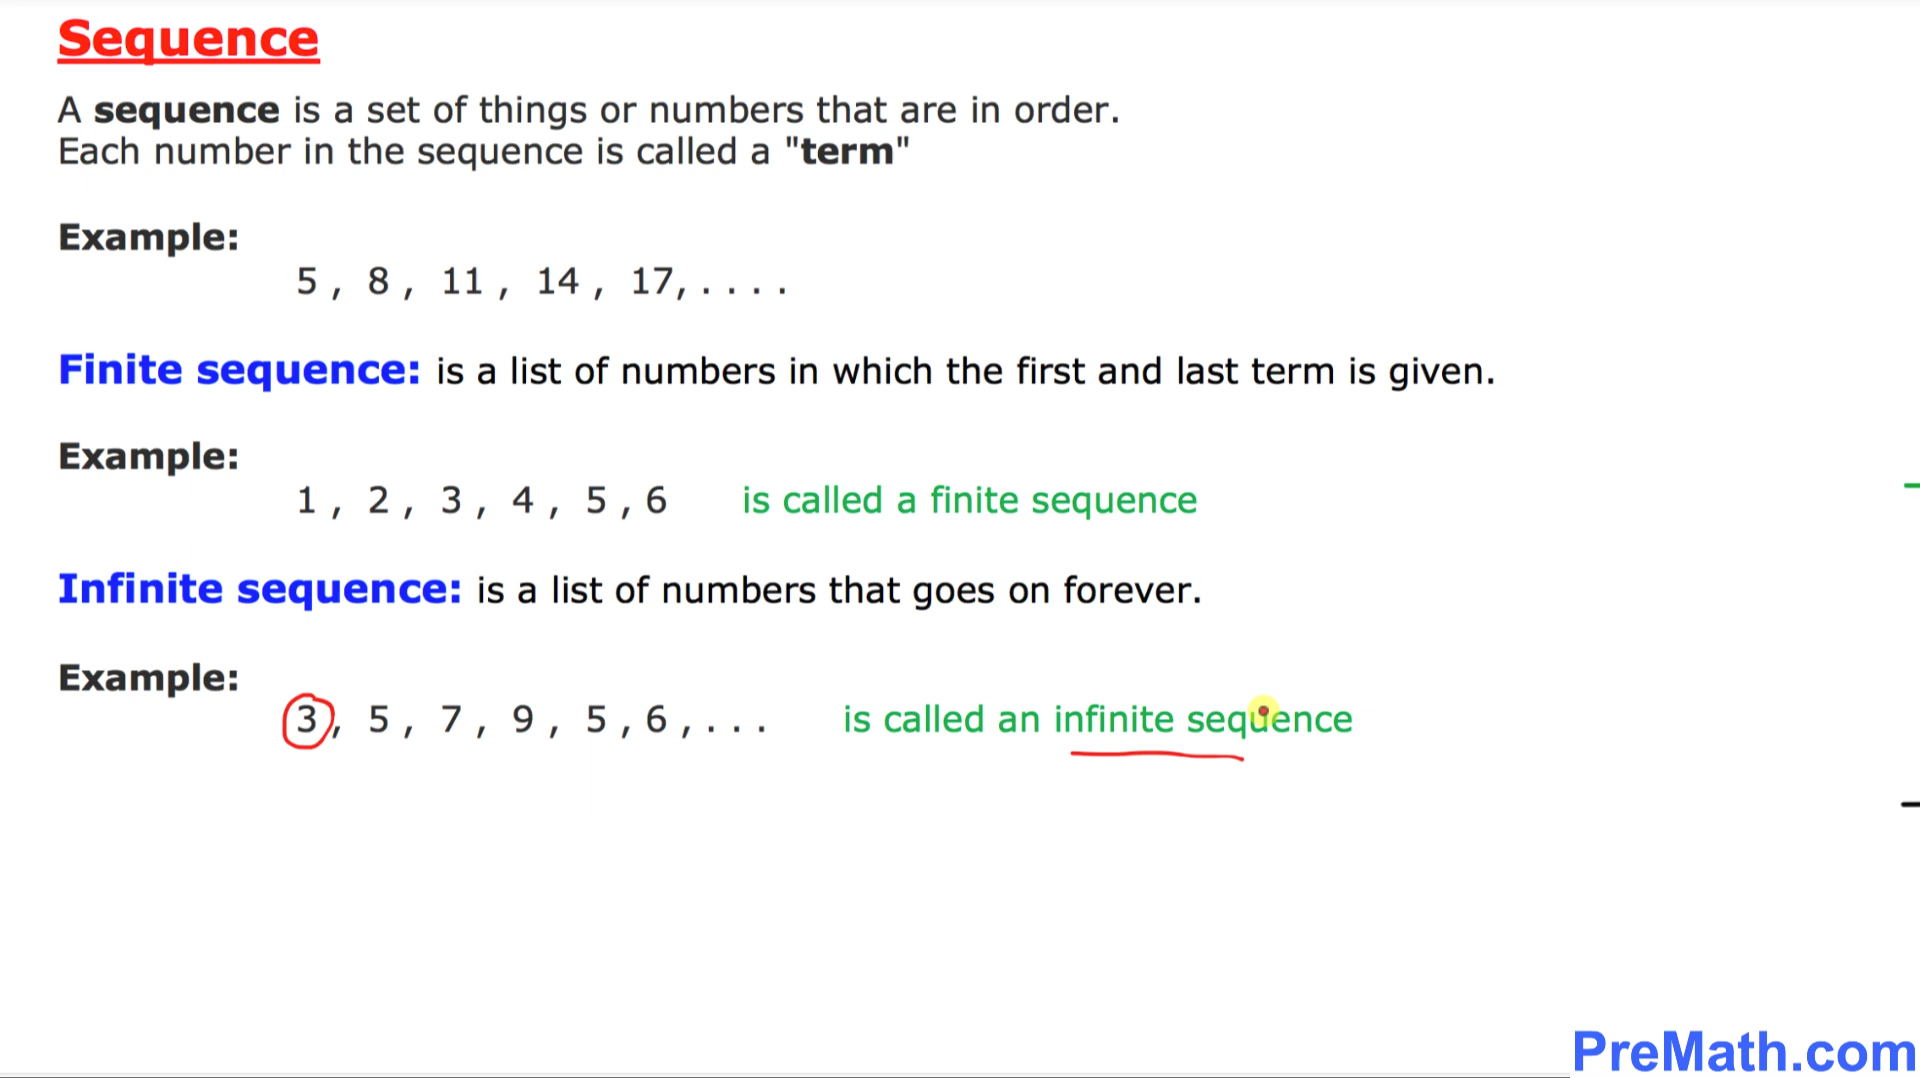 Sequence
A sequence is a set of things or numbers that are in order.
Each number in the sequence is called a "term"
Example:
5 , 8 , 11 , 14 , 17, . . . .
Finite sequence: is a list of numbers in which the first and last term is given.
Example:
1 , 2 , 3 , 4 , 5 , 6 is called a finite sequence
Infinite sequence: is a list of numbers that goes on forever.
Example:
3 , 5 , 7 , 9 , 5 , 6 , . . . is called an infinite sequence
PreMath.com